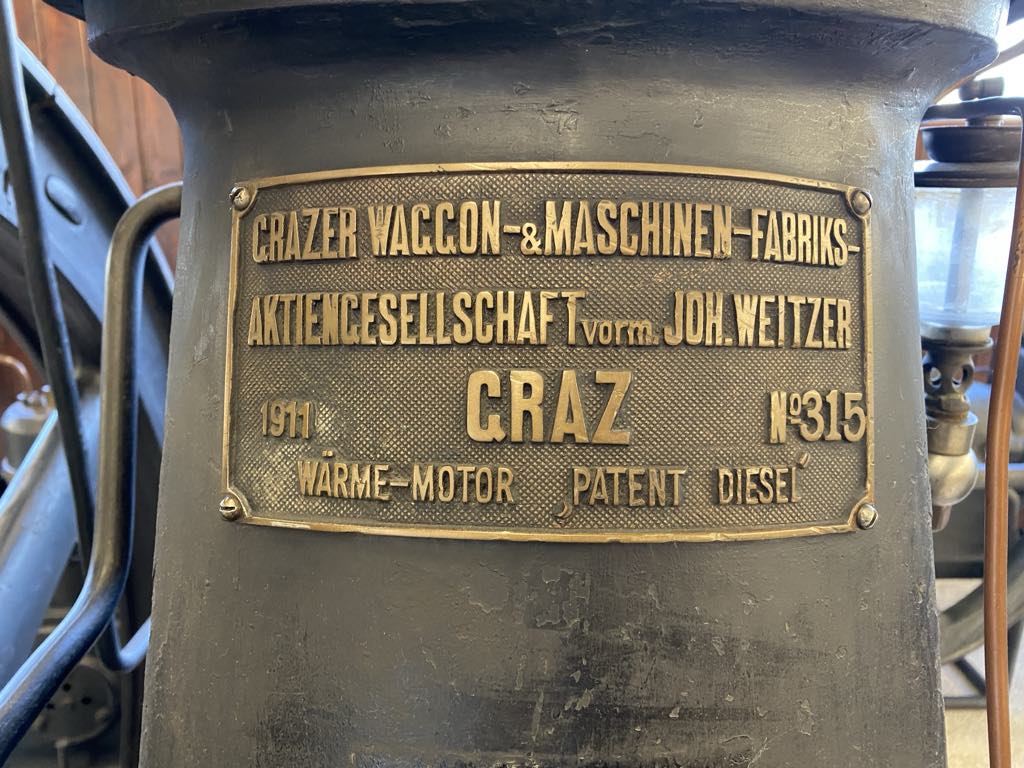 GRAZER WAGGON-&MASCHINEN-FABRIKS-
AKTIENGESELLSCHAFT vorm. JOH. WEITZER
GRAZ
1911 Nº315
WÄRME-MOTOR „PATENT DIESEL“